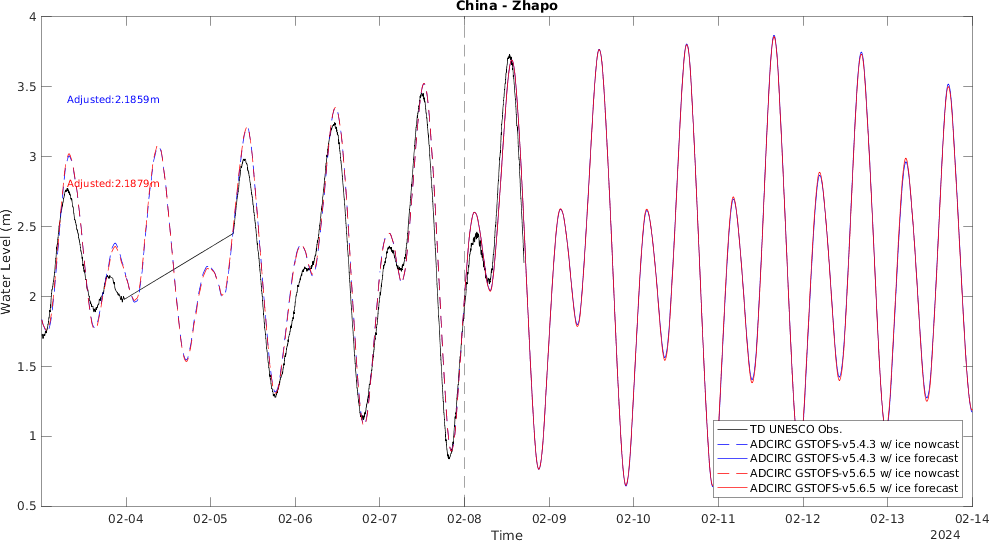 China - Zhapo
Water Level (m)
4
3.5
3
2.5
2
1.5
1
0.5
Adjusted:2.1859m
Adjusted:2.1879m
TD UNESCO Obs.
ADCIRC GSTOFS-v5.4.3 w/ ice nowcast
ADCIRC GSTOFS-v5.4.3 w/ ice forecast
ADCIRC GSTOFS-v5.6.5 w/ ice nowcast
ADCIRC GSTOFS-v5.6.5 w/ ice forecast
02-04 02-05 02-06 02-07 02-08 02-09 02-10 02-11 02-12 02-13 02-14
Time
2024